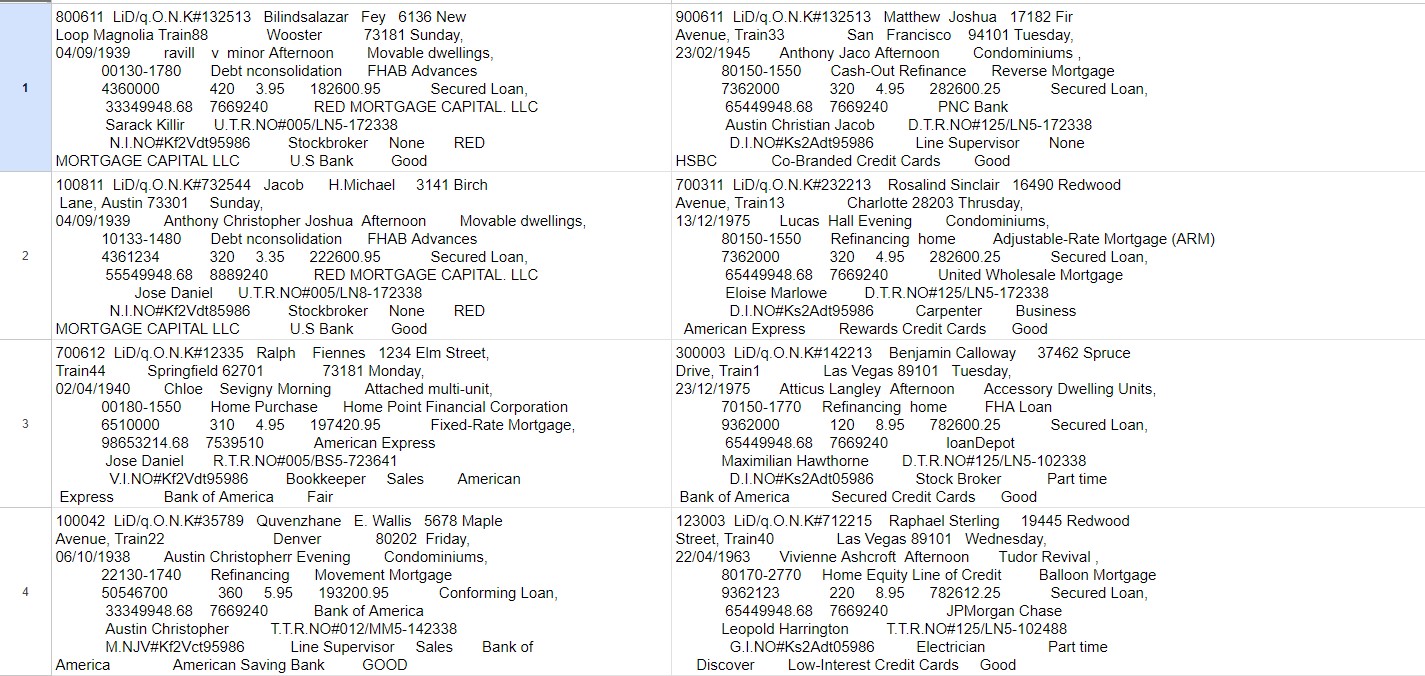 1
800611 LiD/q.O.N.K#132513 Bilindsalazar Fey 6136 New
Loop Magnolia Train88 Wooster 73181 Sunday,
04/09/1939 ravill v minor Afternoon Movable dwellings,
00130-1780 Debt nconsolidation FHAB Advances
4360000 420 3.95 182600.95 Secured Loan,
33349948.68 7669240 RED MORTGAGE CAPITAL. LLC
Sarack Killir U.T.R.NO#005/LN5-172338
N.I.NO#Kf2Vdt95986 Stockbroker None RED
MORTGAGE CAPITAL LLC U.S Bank Good
900611 LiD/q.O.N.K#132513 Matthew Joshua 17182 Fir
Avenue, Train33 San Francisco 94101 Tuesday,
23/02/1945 Anthony Jaco Afternoon Condominiums ,
80150-1550 Cash-Out Refinance Reverse Mortgage
7362000 320 4.95 282600.25 Secured Loan,
65449948.68 7669240 PNC Bank
Austin Christian Jacob D.T.R.NO#125/LN5-172338
D.I.NO#Ks2Adt95986 Line Supervisor None
HSBC Co-Branded Credit Cards Good
2
100811 LiD/q.O.N.K#732544 Jacob H.Michael 3141 Birch
Lane, Austin 73301 Sunday,
04/09/1939 Anthony Christopher Joshua Afternoon Movable dwellings,
10133-1480 Debt nconsolidation FHAB Advances
4361234 320 3.35 222600.95 Secured Loan,
55549948.68 8889240 RED MORTGAGE CAPITAL. LLC
Jose Daniel U.T.R.NO#005/LN8-172338
N.I.NO#Kf2Vdt85986 Stockbroker None RED
MORTGAGE CAPITAL LLC U.S Bank Good
700311 LiD/q.O.N.K#232213 Rosalind Sinclair 16490 Redwood
Avenue, Train13 Charlotte 28203 Thrusday,
13/12/1975 Lucas Hall Evening Condominiums,
80150-1550 Refinancing home Adjustable-Rate Mortgage (ARM)
7362000 320 4.95 282600.25 Secured Loan,
65449948.68 7669240 United Wholesale Mortgage
Eloise Marlowe D.T.R.NO#125/LN5-172338
D.I.NO#Ks2Adt95986 Carpenter Business
American Express Rewards Credit Cards Good
3
700612 LiD/q.O.N.K#12335 Ralph Fiennes 1234 Elm Street,
Train44 Springfield 62701 73181 Monday,
02/04/1940 Chloe Sevigny Morning Attached multi-unit,
00180-1550 Home Purchase Home Point Financial Corporation
6510000 310 4.95 197420.95 Fixed-Rate Mortgage,
98653214.68 7539510 American Express
Jose Daniel R.T.R.NO#005/BS5-723641
V.I.NO#Kf2Vct95986 Bookkeeper Sales American
Express Bank of America Fair
300003 LiD/q.O.N.K#142213 Benjamin Calloway 37462 Spruce
Drive, Train1 Las Vegas 89101 Tuesday,
23/12/1975 Atticus Langley Afternoon Accessory Dwelling Units,
70150-1770 Refinancing home FHA Loan
9362000 120 8.95 782600.25 Secured Loan,
65449948.68 7669240 loanDepot
Maximilian Hawthorne D.T.R.NO#125/LN5-102338
D.I.NO#Ks2Adt05986 Stock Broker Part time
Bank of America Secured Credit Cards Good
4
100042 LiD/q.O.N.K#35789 Quvenzhane E. Wallis 5678 Maple
Avenue, Train22 Denver 80202 Friday,
06/10/1938 Austin Christopherr Evening Condominiums,
22130-1740 Refinancing Movement Mortgage
50546700 360 5.95 193200.95 Conforming Loan,
33349948.68 7669240 Bank of America
Austin Christopher T.T.R.NO#012/MM5-142338
M.NJV#Kf2Vct95986 Line Supervisor Sales Bank of
America American Saving Bank GOOD
123003 LiD/q.O.N.K#712215 Raphael Sterling 19445 Redwood
Street, Train40 Las Vegas 89101 Wednesday,
22/04/1963 Vivienne Ashcroft Afternoon Tudor Revival ,
80170-2770 Home Equity Line of Credit Balloon Mortgage
9362123 220 8.95 782612.25 Secured Loan,
65449948.68 7669240 JPMorgan Chase
Leopold Harrington T.T.R.NO#125/LN5-102488
G.I.NO#Ks2Adt05986 Electrician Part time
Discover Low-Interest Credit Cards Good